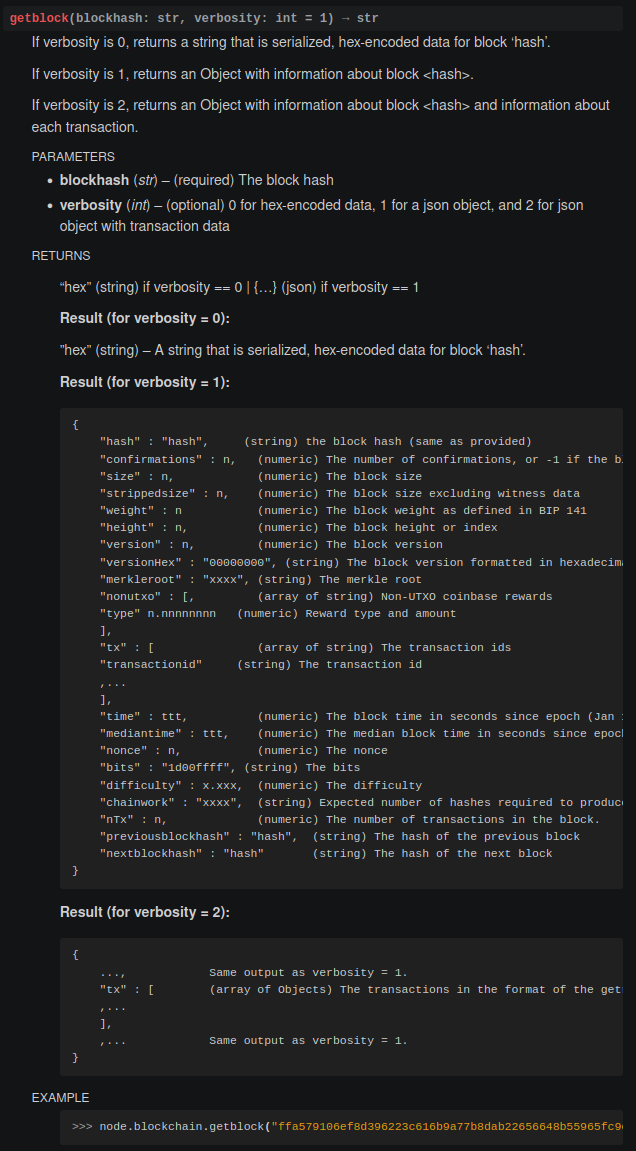 getblock(blockhash: str, verbosity: int = 1) → str
If verbosity is 0, returns a string that is serialized, hex-encoded data for block ‘hash’.
If verbosity is 1, returns an Object with information about block <hash>.
If verbosity is 2, returns an Object with information about block <hash> and information about
each transaction.
PARAMETERS
• blockhash (str) – (required) The block hash
• verbosity (int) – (optional) 0 for hex-encoded data, 1 for a json object, and 2 for json
object with transaction data
RETURNS
“hex” (string) if verbosity == 0 | {…} (json) if verbosity == 1
Result (for verbosity = 0):
”hex” (string) – A string that is serialized, hex-encoded data for block ‘hash’.
Result (for verbosity = 1):
{
"hash" : "hash",     (string) the block hash (same as provided)
"confirmations" : n,   (numeric) The number of confirmations, or -1 if the
"size" : n,            (numeric) The block size
"strippedsize" : n,    (numeric) The block size excluding witness data
"weight" : n           (numeric) The block weight as defined in BIP 141
"height" : n,          (numeric) The block height or index
"version" : n,         (numeric) The block version
"versionHex" : "00000000", (string) The block version formatted in
"merkleroot" : "xxxx", (string) The merkle root
"nonutxo" : [,         (array of string) Non-UTXO coinbase rewards
"type" n.nnnnnnnn   (numeric) Reward type and amount
],
"tx" : [               (array of string) The transaction ids
"transactionid"     (string) The transaction id
,...
],
"time" : ttt,          (numeric) The block time in seconds since epoch (Jan
"mediantime" : ttt,    (numeric) The median block time in seconds since
"nonce" : n,           (numeric) The nonce
"bits" : "1d00ffff", (string) The bits
"difficulty" : x.xxx,  (numeric) The difficulty
"chainwork" : "xxxx",  (string) Expected number of hashes required to
"nTx" : n,             (numeric) The number of transactions in the block.
"previousblockhash" : "hash",  (string) The hash of the previous block
"nextblockhash" : "hash"       (string) The hash of the next block
}
Result (for verbosity = 2):
{
...,            Same output as verbosity = 1.
"tx" : [        (array of Objects) The transactions in the format of the
,...
],
,...            Same output as verbosity = 1.
}
EXAMPLE
>>> node.blockchain.getblock("ffa579106ef8d396223c616b9a77b8dab22656648b55965fc9